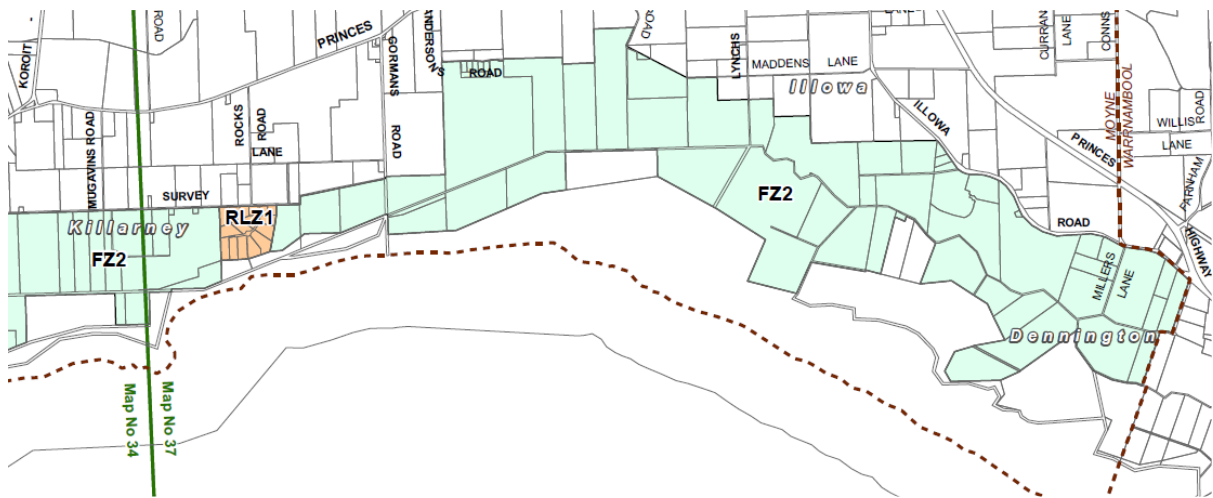 KOROIT
ROAD
PRINCES
GORMANS
ROAD
ANDERSONS
ROAD
ROAD
LYNCHS
MADDENS LANE
LANE
CURRAN
LANE
CONNS
Illowa
ILLOWA
ROAD
MOYNE
WARRNAMBOOL
WILLIS
ROAD
LANE
PRINCES
HIGHWAY
MUGAVINS ROAD
ROCKS
ROAD
LANE
SURVEY
RLZ1
Killarney
FZ2
FZ2
MILLERS
LANE
Dennington
Map No 34
Map No 37